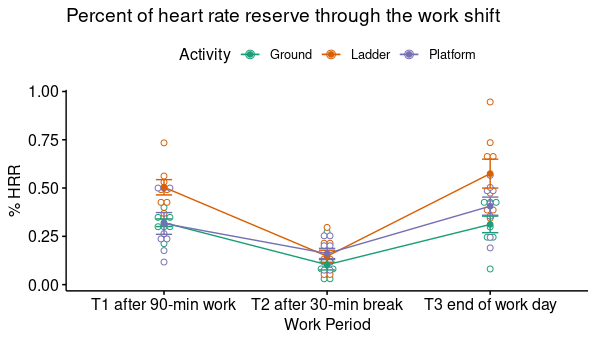 Percent of heart rate reserve through the work shift
Activity Ground Ladder Platform
1.00
0.75
0.50
0.25
0.00
% HRR
T1 after 90-min work T2 after 30-min break T3 end of work day
Work Period